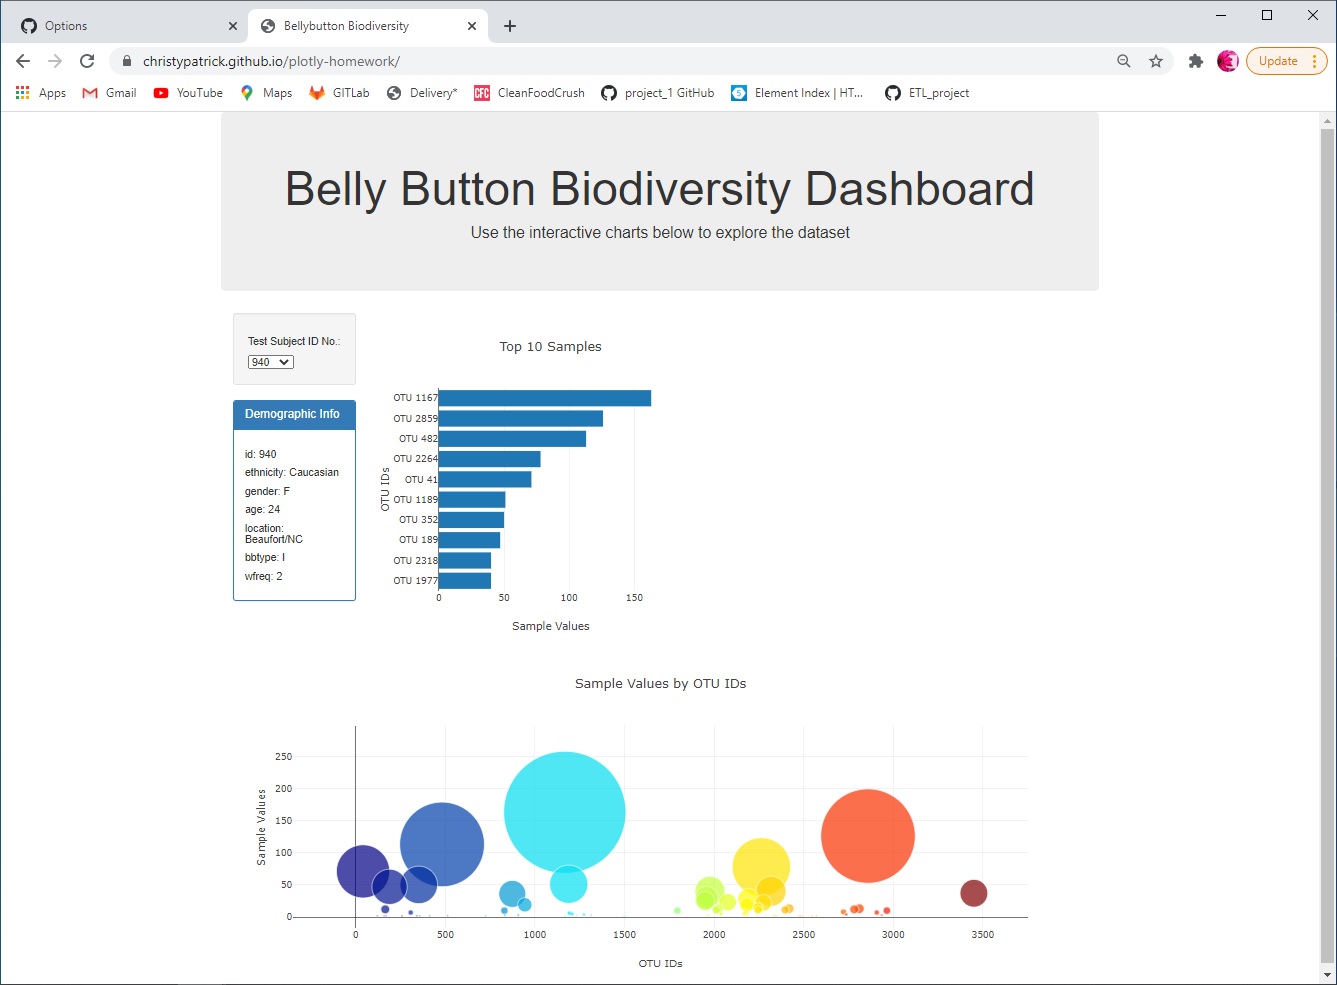 Options
Bellybutton Biodiversity
christypatrick.github.io/plotly-homework/
Update
Apps Gmail YouTube Maps GITLab Delivery* CFC CleanFoodCrush project_1 GitHub 5 Element Index | HT... ETL_project
Belly Button Biodiversity Dashboard
Use the interactive charts below to explore the dataset
Test Subject ID No.:
940
Demographic Info
id: 940
ethnicity: Caucasian
gender: F
age: 24
location:
Beaufort/NC
bbtype: I
wfreq: 2
Top 10 Samples
OTU IDs
OTU 1167
OTU 2859
OTU 482
OTU 2264
OTU 41
OTU 1189
OTU 352
OTU 189
OTU 2318
OTU 1977
0 50 100 150
Sample Values
Sample Values by OTU IDs
Sample Values
250
200
150
100
50
0
0 500 1000 1500 2000 2500 3000 3500
OTU IDs